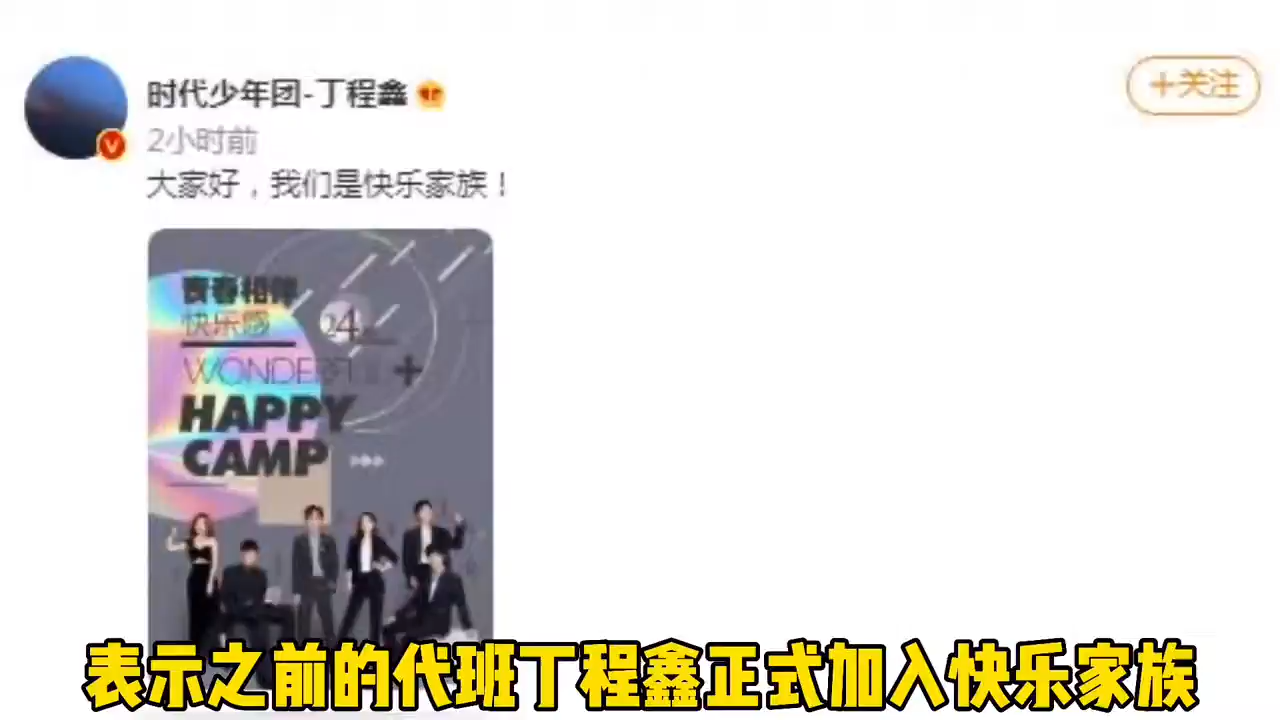 时代少年团-丁程鑫
+关注
2小时前
大家好，我们是快乐家族！
青春相伴
快乐感
24
HAPPY
CAMP
表示之前的代班丁程鑫正式加入快乐家族